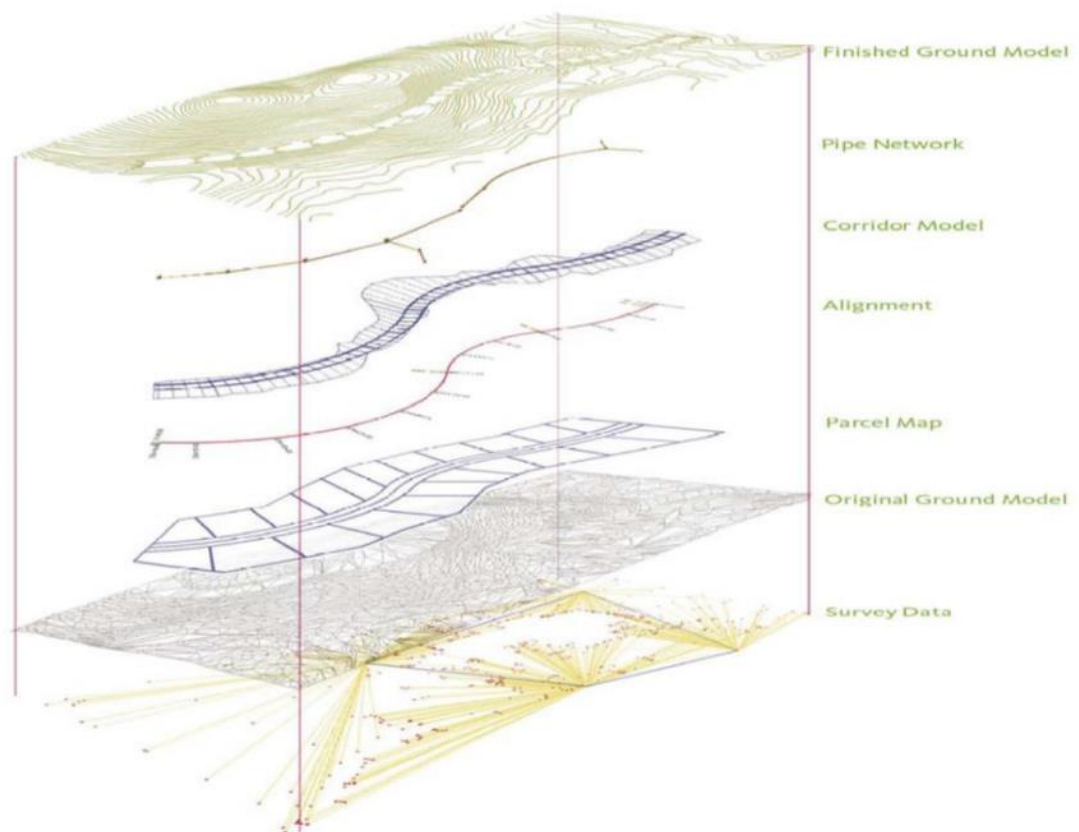 Finished Ground Model
Pipe Network
Corridor Model
Alignment
Parcel Map
Original Ground Model
Survey Data